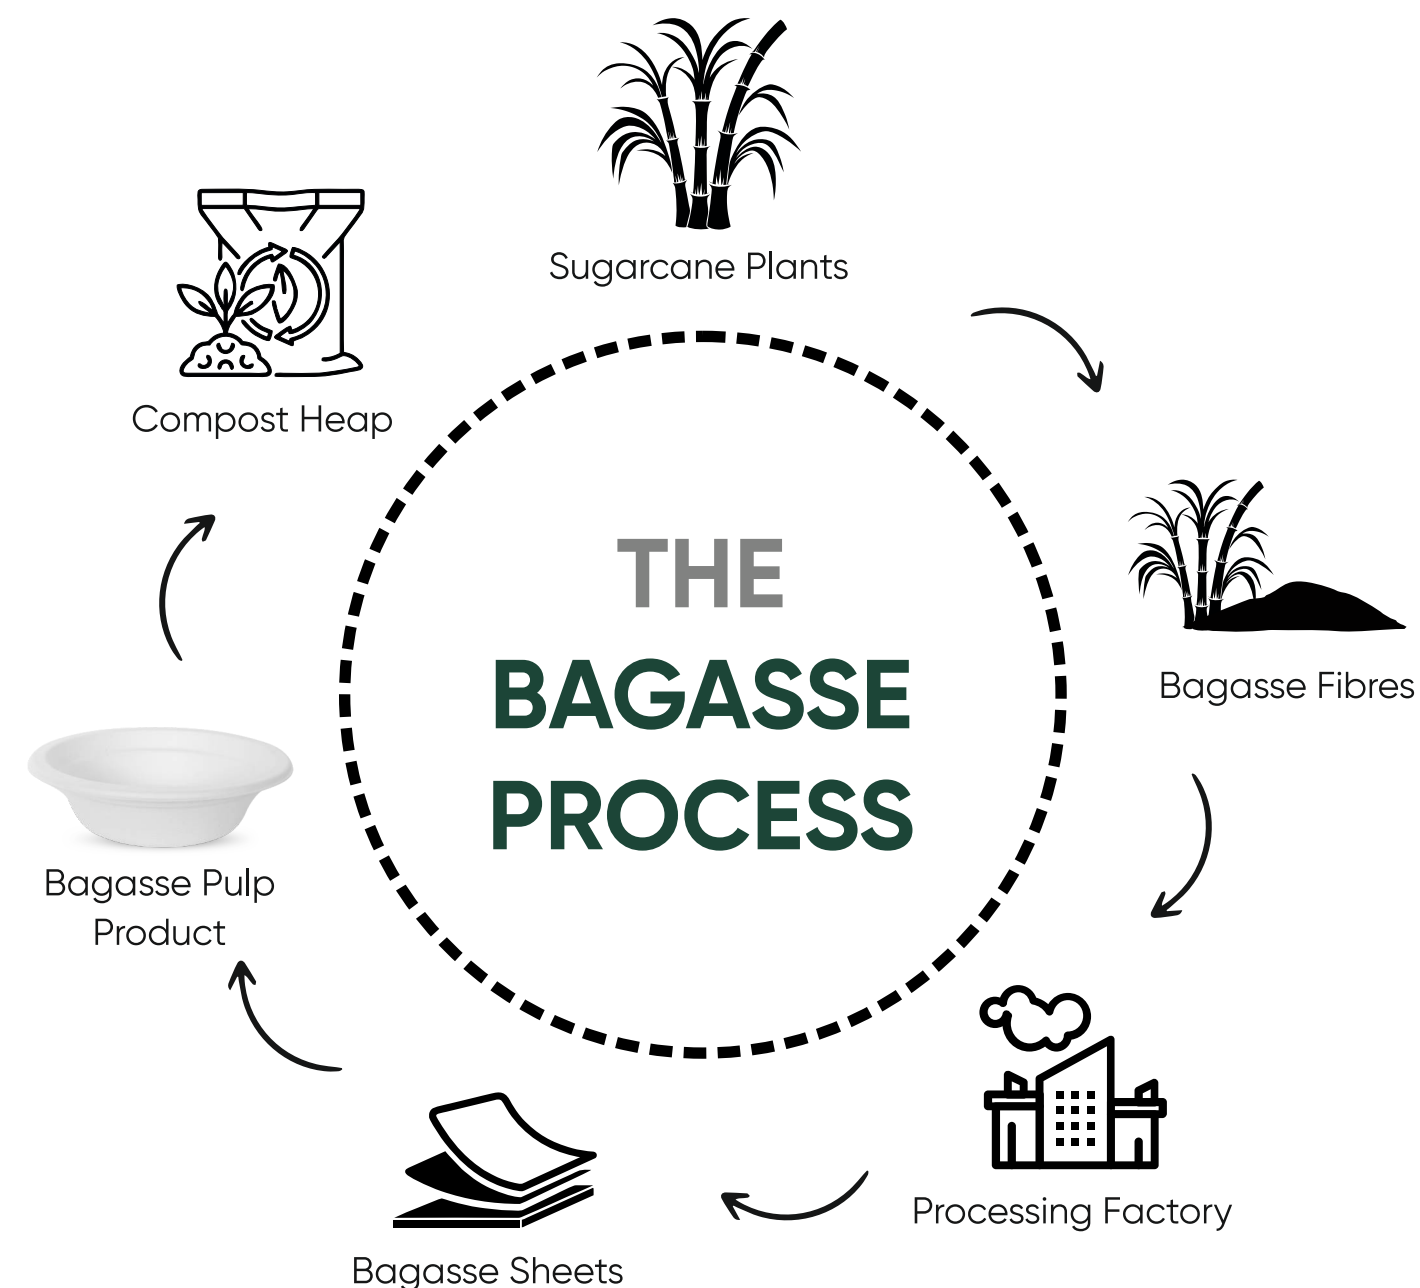 Sugarcane Plants
Compost Heap
THE
BAGASSE
PROCESS
Bagasse Fibres
Bagasse Pulp
Product
Processing Factory
Bagasse Sheets